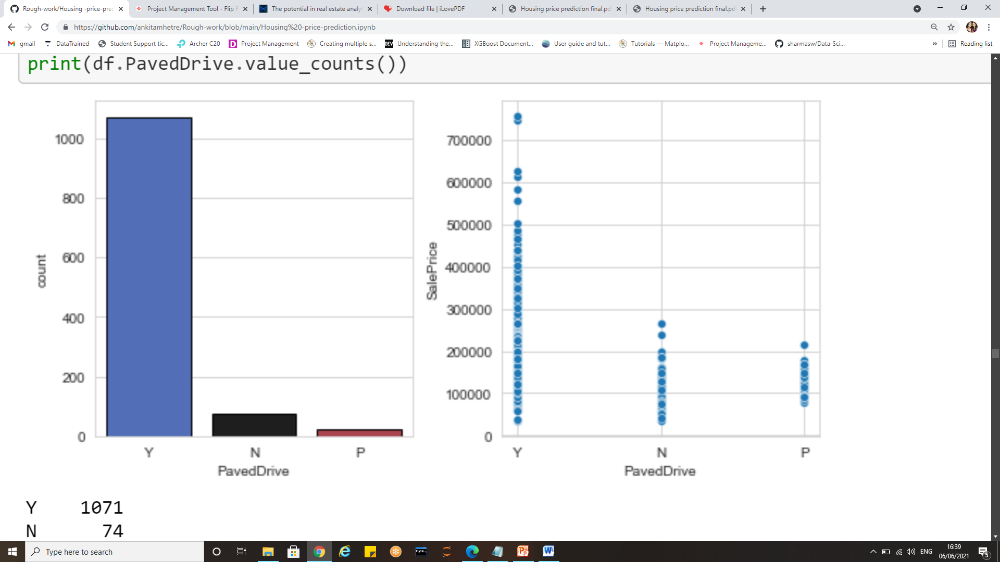 Rough-work/Housing -price-prec
Project Management Tool - Flip R
The potential in real estate analyt
Download file | iLovePDF
Housing price prediction final.pd
Housing price prediction final.pd
https://github.com/ankitamhetre/Rough-work/blob/main/Housing%20-price-prediction.ipynb
gmail
DataTrained
Student Support tic...
Archer C20
Project Management
Creating multiple s...
DEV
Understanding the...
XGBoost Document...
User guide and tut...
Tutorials — Matplo...
Project Manageme...
sharmasw/Data-Sci...
»
Reading list
print(df.PavedDrive.value_counts())
1000
800
600
400
200
0
count
Y
N
P
PavedDrive
700000
600000
500000
400000
300000
200000
100000
0
SalePrice
Y
N
P
PavedDrive
Y 1071
N 74
Type here to search
ENG
16:39
06/06/2021
5